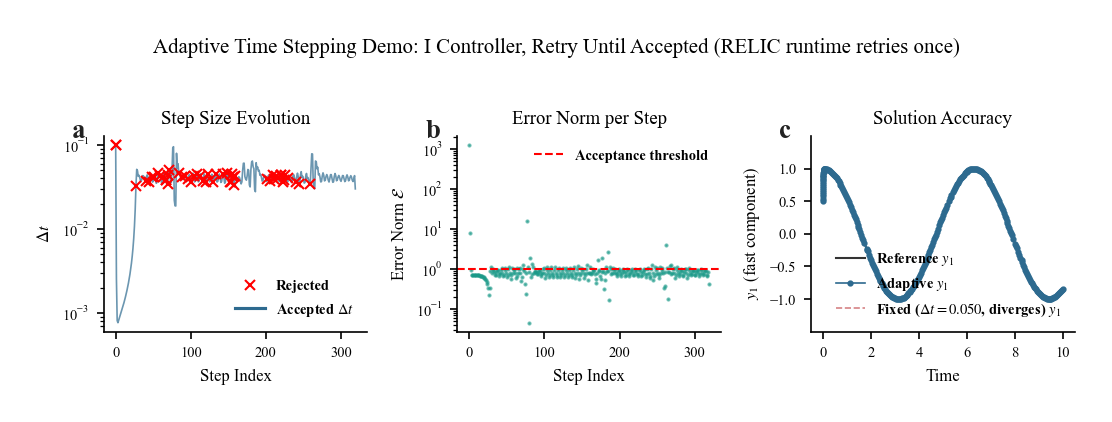 Adaptive Time Stepping Demo: I Controller, Retry Until Accepted (RELIC runtime retries once)
a
Step Size Evolution
10⁻¹
10⁻²
10⁻³
Δt
Rejected
Accepted Δt
0 100 200 300
Step Index
b
Error Norm per Step
10³
10²
10¹
10⁰
10⁻¹
Error Norm ℰ
Acceptance threshold
0 100 200 300
Step Index
c
Solution Accuracy
1.0
0.5
0.0
−0.5
−1.0
y₁ (fast component)
Reference y₁
Adaptive y₁
Fixed (Δt = 0.050, diverges) y₁
0 2 4 6 8 10
Time